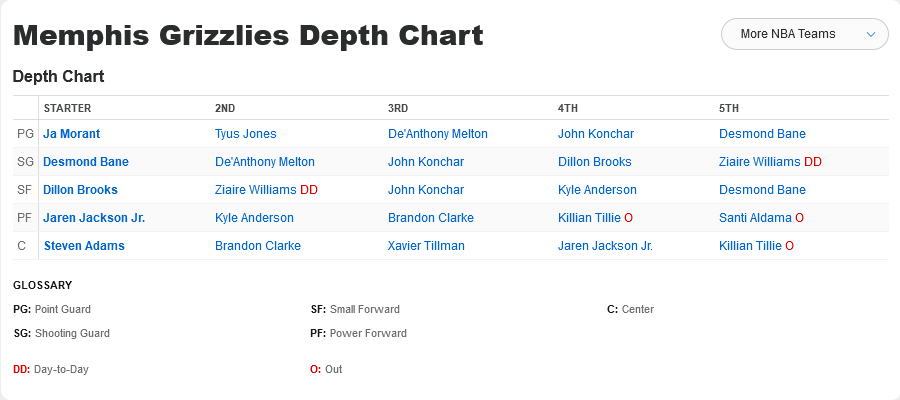 Memphis Grizzlies Depth Chart
More NBA Teams
Depth Chart
STARTER 2ND 3RD 4TH 5TH
PG Ja Morant Tyus Jones De'Anthony Melton John Konchar Desmond Bane
SG Desmond Bane De'Anthony Melton John Konchar Dillon Brooks Ziaire Williams DD
SF Dillon Brooks Ziaire Williams DD John Konchar Kyle Anderson Desmond Bane
PF Jaren Jackson Jr. Kyle Anderson Brandon Clarke Killian Tillie O Santi Aldama O
C Steven Adams Brandon Clarke Xavier Tillman Jaren Jackson Jr. Killian Tillie O
GLOSSARY
PG: Point Guard SF: Small Forward C: Center
SG: Shooting Guard PF: Power Forward
DD: Day-to-Day O: Out